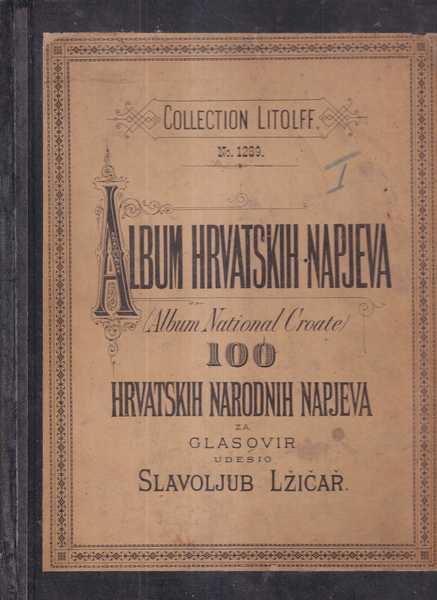 COLLECTION LITOLFF.
No. 1289.
I
ALBUM HRVATSKIH NAPJEVA
(Album National Croate)
100
HRVATSKIH NARODNIH NAPJEVA
ZA
GLASOVIR
UDESIO
SLAVOLJUB LŽIČAŘ.